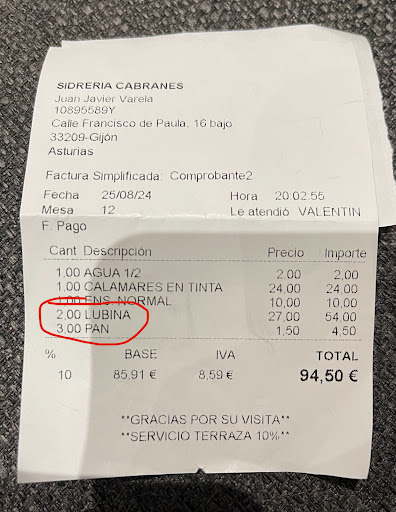 SIDRERIA CABRANES
Juan Javier Varela
10895589Y
Calle Francisco de Paula, 16 bajo
33209-Gijón
Asturias
Factura Simplificada: Comprobante2
Fecha 25/08/24 Hora 20:02:55
Mesa 12 Le atendió VALENTIN
F. Pago
Cant Descripción Precio Importe
1,00 AGUA 1/2 2,00 2,00
1,00 CALAMARES EN TINTA 24,00 24,00
1,00 ENS. NORMAL 10,00 10,00
2,00 LUBINA 27,00 54,00
3,00 PAN 1,50 4,50
% BASE IVA TOTAL
10 85,91 € 8,59 € 94,50 €
**GRACIAS POR SU VISITA**
**SERVICIO TERRAZA 10%**